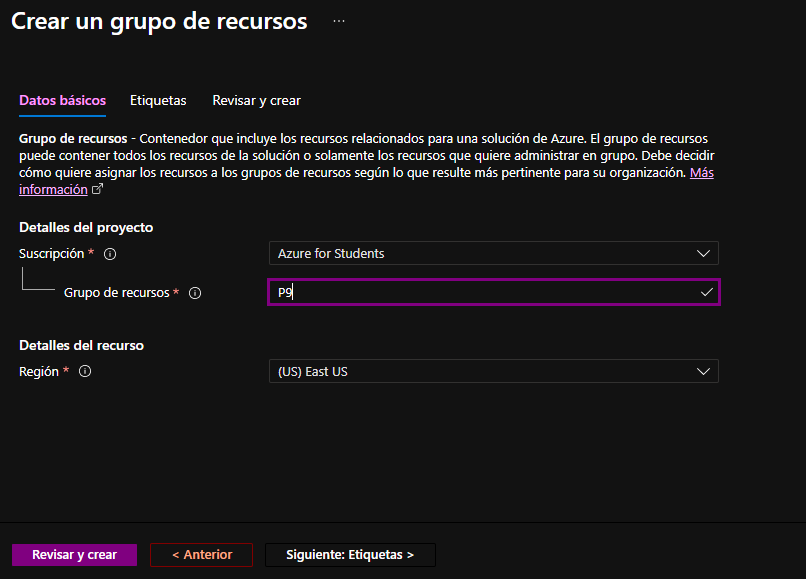 Crear un grupo de recursos ...
Datos básicos Etiquetas Revisar y crear
Grupo de recursos - Contenedor que incluye los recursos relacionados para una solución de Azure. El grupo de recursos
puede contener todos los recursos de la solución o solamente los recursos que quiere administrar en grupo. Debe decidir
cómo quiere asignar los recursos a los grupos de recursos según lo que resulte más pertinente para su organización. Más
información
Detalles del proyecto
Suscripción * Azure for Students
Grupo de recursos * P9
Detalles del recurso
Región * (US) East US
Revisar y crear < Anterior Siguiente: Etiquetas >